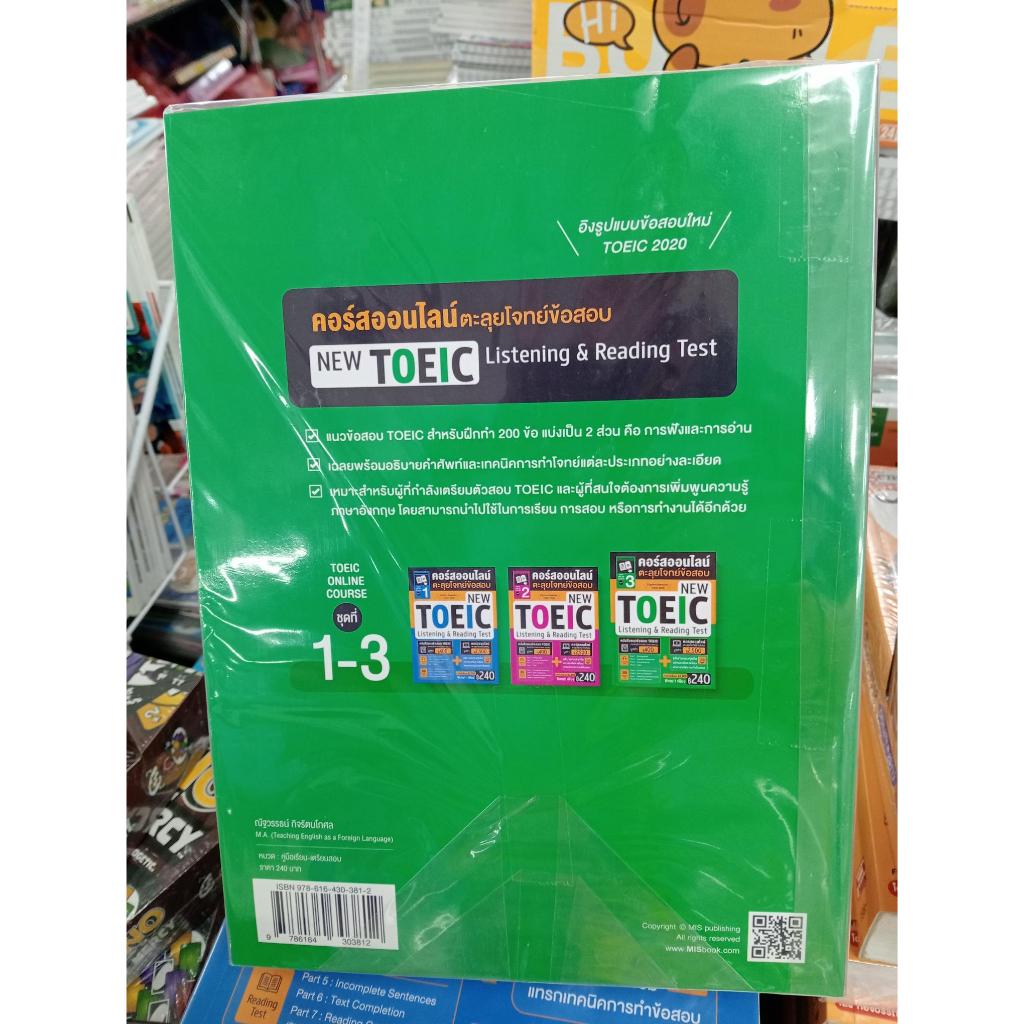 Hi
อิงรูปแบบข้อสอบใหม่
TOEIC 2020
คอร์สออนไลน์ตะลุยโจทย์ข้อสอบ
NEW TOEIC Listening & Reading Test
แนวข้อสอบ TOEIC สำหรับฝึกทำ 200 ข้อ แบ่งเป็น 2 ส่วน คือ การฟังและการอ่าน
เฉลยพร้อมอธิบายคำศัพท์และเทคนิคการทำโจทย์แต่ละประเภทอย่างละเอียด
เหมาะสำหรับผู้ที่กำลังเตรียมตัวสอบ TOEIC และผู้ที่สนใจต้องการเพิ่มพูนความรู้
ภาษาอังกฤษ โดยสามารถนำไปใช้ในการเรียน การสอบ หรือการทำงานได้อีกด้วย
TOEIC
ONLINE
COURSE
ชุดที่
1-3
คอร์สออนไลน์
ตะลุยโจทย์ข้อสอบ
1
NEW
TOEIC
Listening & Reading Test
240
คอร์สออนไลน์
ตะลุยโจทย์ข้อสอบ
2
NEW
TOEIC
Listening & Reading Test
240
คอร์สออนไลน์
ตะลุยโจทย์ข้อสอบ
3
NEW
TOEIC
Listening & Reading Test
240
ณัฐวรรธน์ กิจรัตนโกศล
M.A. (Teaching English as a Foreign Language)
หมวด : คู่มือเรียน-เตรียมสอบ
ราคา 240 บาท
ISBN 978-616-430-381-2
9 786164 303812
Copyright © MIS publishing
All rights reserved
www.MISbook.com
RCY
Reading
Test
Part 5 : Incomplete Sentences
Part 6 : Text Completion
Part 7 : Reading
แทรกเทคนิคการทำข้อสอบ